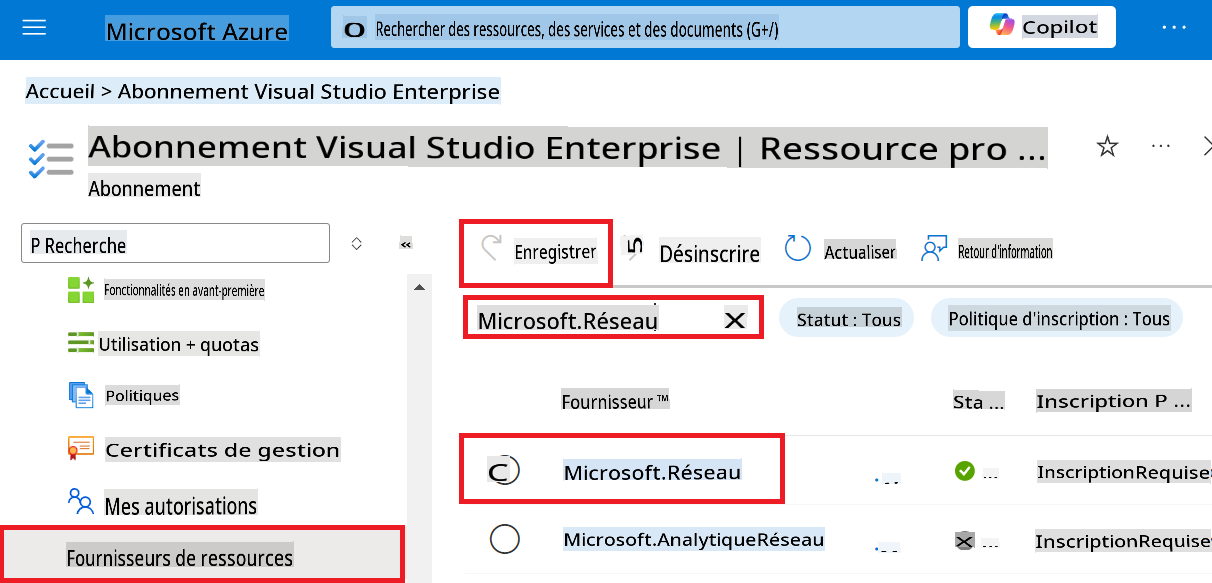 Microsoft Azure
Rechercher des ressources, des services et des documents (G+/)
Copilot
Accueil > Abonnement Visual Studio Enterprise
Abonnement Visual Studio Enterprise | Ressource pro ...
Abonnement
P Recherche
Fonctionnalités en avant-première
Utilisation + quotas
Politiques
Certificats de gestion
Mes autorisations
Fournisseurs de ressources
Enregistrer
Désinscrire
Actualiser
Retour d'information
Microsoft.Réseau
Statut : Tous
Politique d'inscription : Tous
Fournisseur ™
Sta ...
Inscription P ...
Microsoft.Réseau
InscriptionRequise
Microsoft.AnalytiqueRéseau
InscriptionRequise